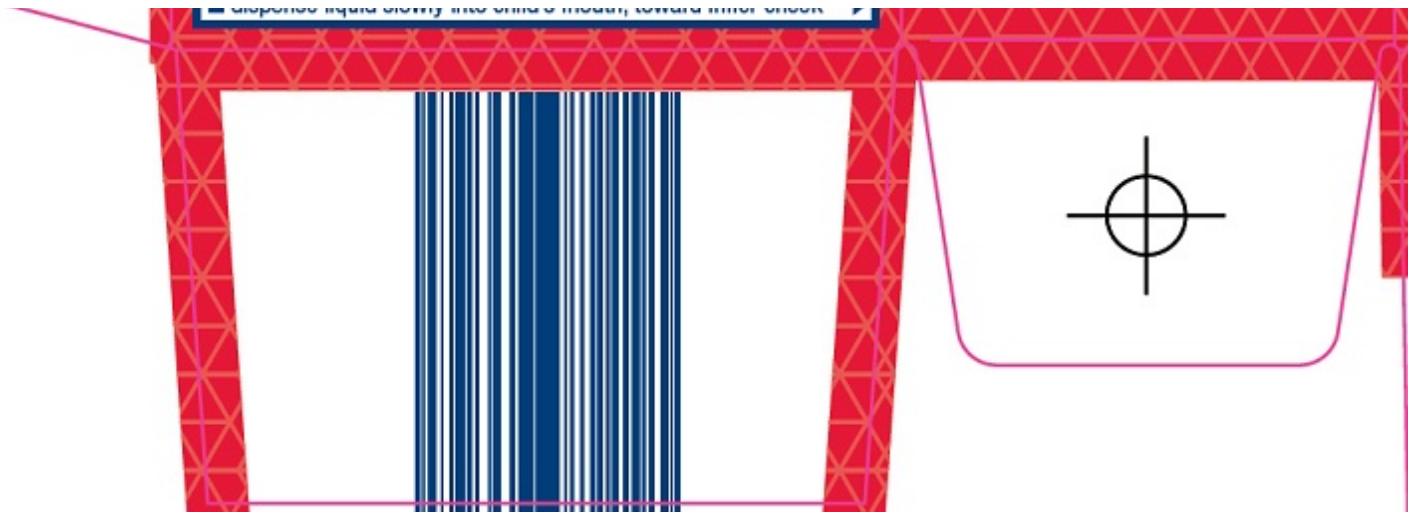 ■ dispense liquid slowly into child's mouth, toward inner cheek